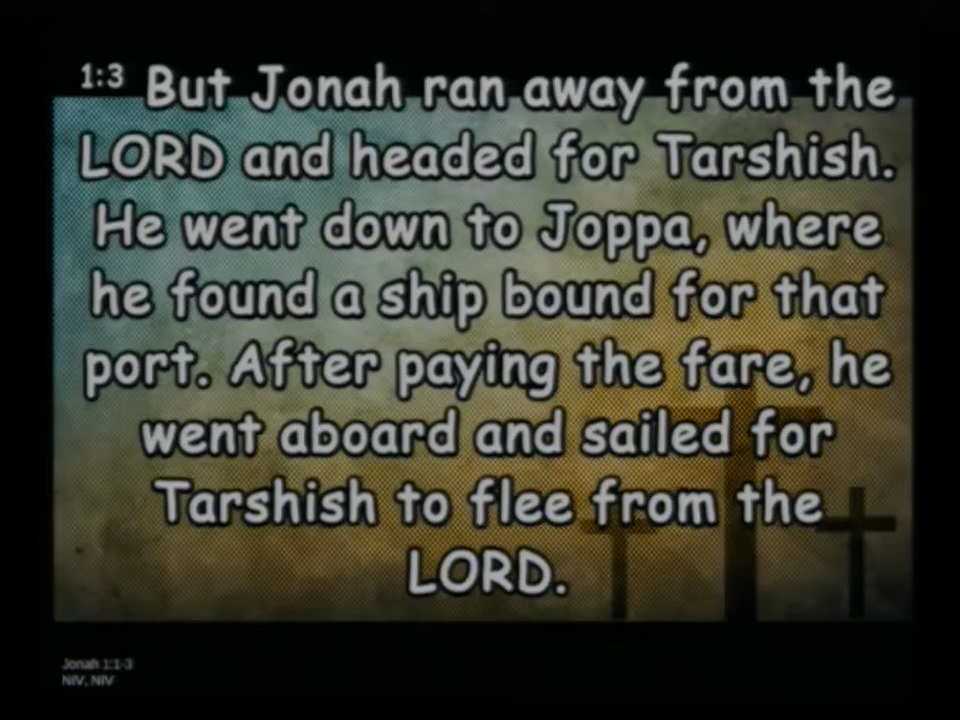 1:3 But Jonah ran away from the
LORD and headed for Tarshish.
He went down to Joppa, where
he found a ship bound for that
port. After paying the fare, he
went aboard and sailed for
Tarshish to flee from the
LORD.
Jonah 1:1-3
NIV, NIV